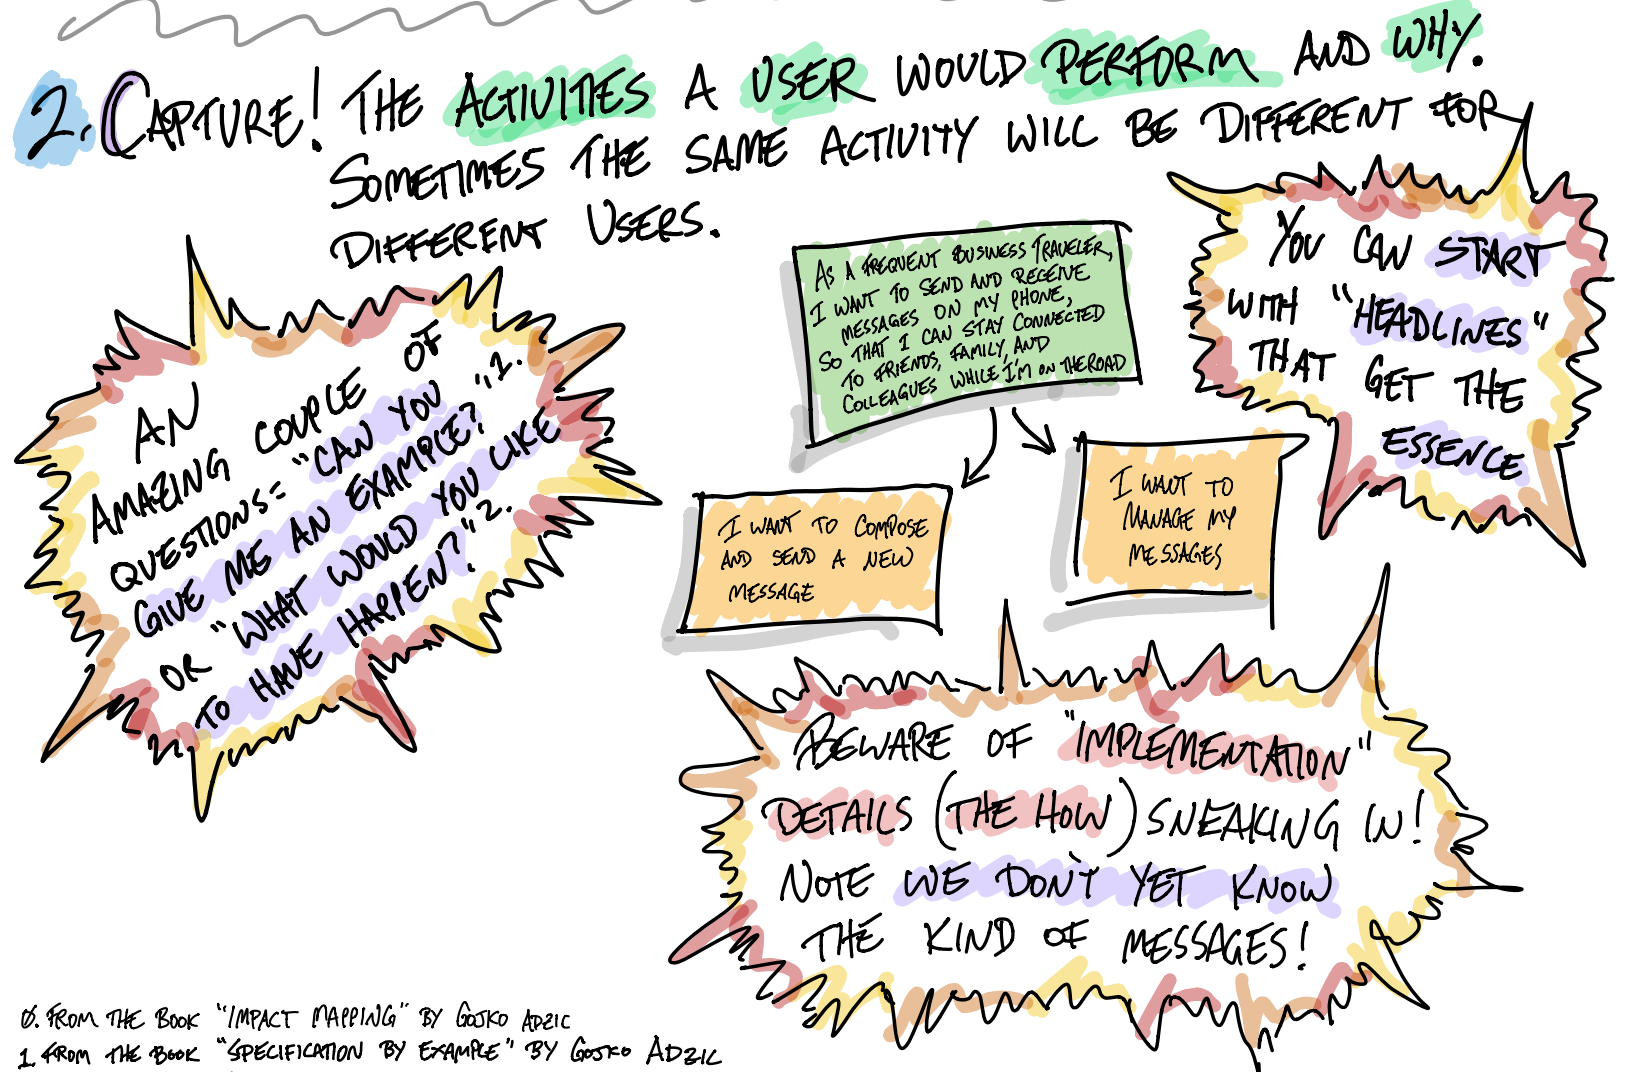 2. CAPTURE! THE ACTIVITIES A USER WOULD PERFORM AND WHY.
SOMETIMES THE SAME ACTIVITY WILL BE DIFFERENT FOR
DIFFERENT USERS.
AN
AMAZING COUPLE OF
QUESTIONS= "CAN YOU
GIVE ME AN EXAMPLE?",1.
OR "WHAT WOULD YOU LIKE
TO HAVE HAPPEN?"2.
AS A FREQUENT BUSINESS TRAVELER,
I WANT TO SEND AND RECEIVE
MESSAGES ON MY PHONE,
SO THAT I CAN STAY CONNECTED
TO FRIENDS, FAMILY, AND
COLLEAGUES WHILE I'M ON THE ROAD
I WANT TO COMPOSE
AND SEND A NEW
MESSAGE
I WANT TO
MANAGE MY
MESSAGES
YOU CAN START
WITH "HEADLINES"
THAT GET THE
ESSENCE
BEWARE OF "IMPLEMENTATION"
DETAILS (THE HOW) SNEAKING IN!
NOTE WE DON'T YET KNOW
THE KIND OF MESSAGES!
0. FROM THE BOOK "IMPACT MAPPING" BY GOJKO ADZIC
1. FROM THE BOOK "SPECIFICATION BY EXAMPLE" BY GOJKO ADZIC